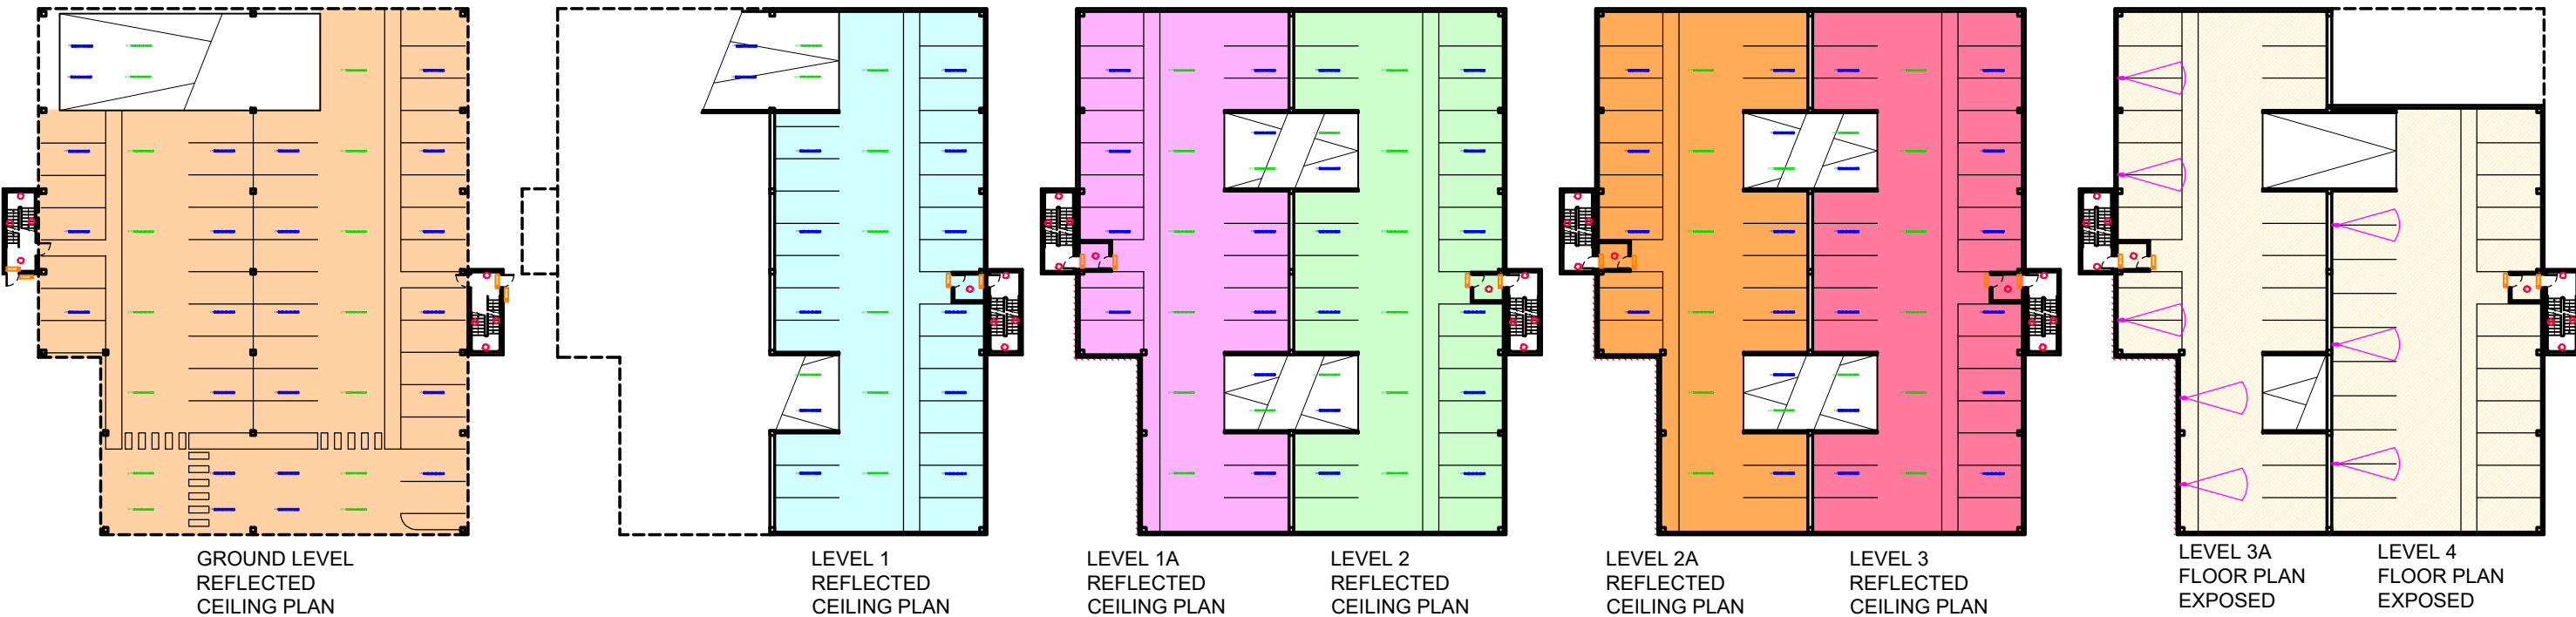 GROUND LEVEL
REFLECTED
CEILING PLAN
LEVEL 1
REFLECTED
CEILING PLAN
LEVEL 1A
REFLECTED
CEILING PLAN
LEVEL 2
REFLECTED
CEILING PLAN
LEVEL 2A
REFLECTED
CEILING PLAN
LEVEL 3
REFLECTED
CEILING PLAN
LEVEL 3A
FLOOR PLAN
EXPOSED
LEVEL 4
FLOOR PLAN
EXPOSED